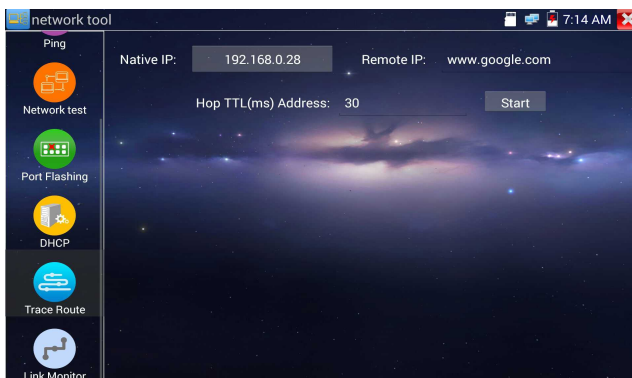 network tool
7:14 AM
Ping
Native IP: 192.168.0.28 Remote IP: www.google.com
Hop TTL(ms) Address: 30 Start
Network test
Port Flashing
DHCP
Trace Route
Link Monitor